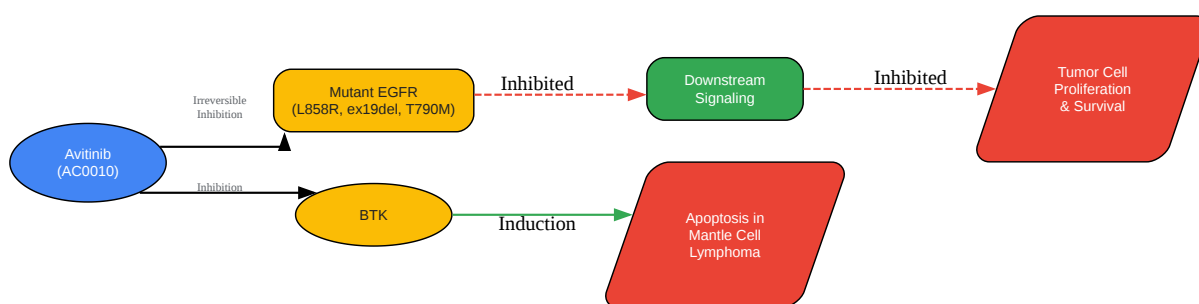 Avitinib
(AC0010)
Irreversible
Inhibition
Mutant EGFR
(L858R, ex19del, T790M)
Inhibited
Downstream
Signaling
Inhibited
Tumor Cell
Proliferation
& Survival
Inhibition
BTK
Induction
Apoptosis in
Mantle Cell
Lymphoma